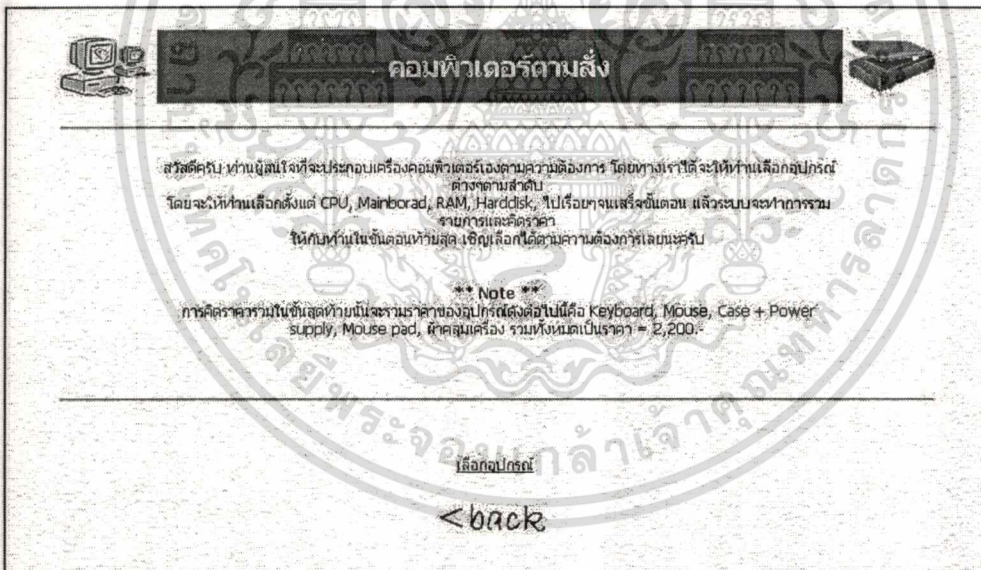 คอมพิวเตอร์ตามสั่ง
สวัสดีครับ ท่านผู้สนใจที่จะประกอบเครื่องคอมพิวเตอร์เองตามความต้องการ โดยทางเราได้จะให้ท่านเลือกอุปกรณ์
ต่างๆตามลำดับ
โดยจะให้ท่านเลือกตั้งแต่ CPU, Mainborad, RAM, Harddisk, ไปเรื่อยๆจนเสร็จขั้นตอน แล้วระบบจะทำการรวม
รายการและคิดราคา
ให้กับท่านในขั้นตอนท้ายสุด เชิญเลือกได้ตามความต้องการเลยนะครับ
** Note **
การคิดราคารวมในขั้นสุดท้ายนั้นจะรวมราคาของอุปกรณ์ดังต่อไปนี้คือ Keyboard, Mouse, Case + Power
supply, Mouse pad, ผ้าคลุมเครื่อง รวมทั้งหมดเป็นราคา = 2,200.-
เลือกอุปกรณ์
<back